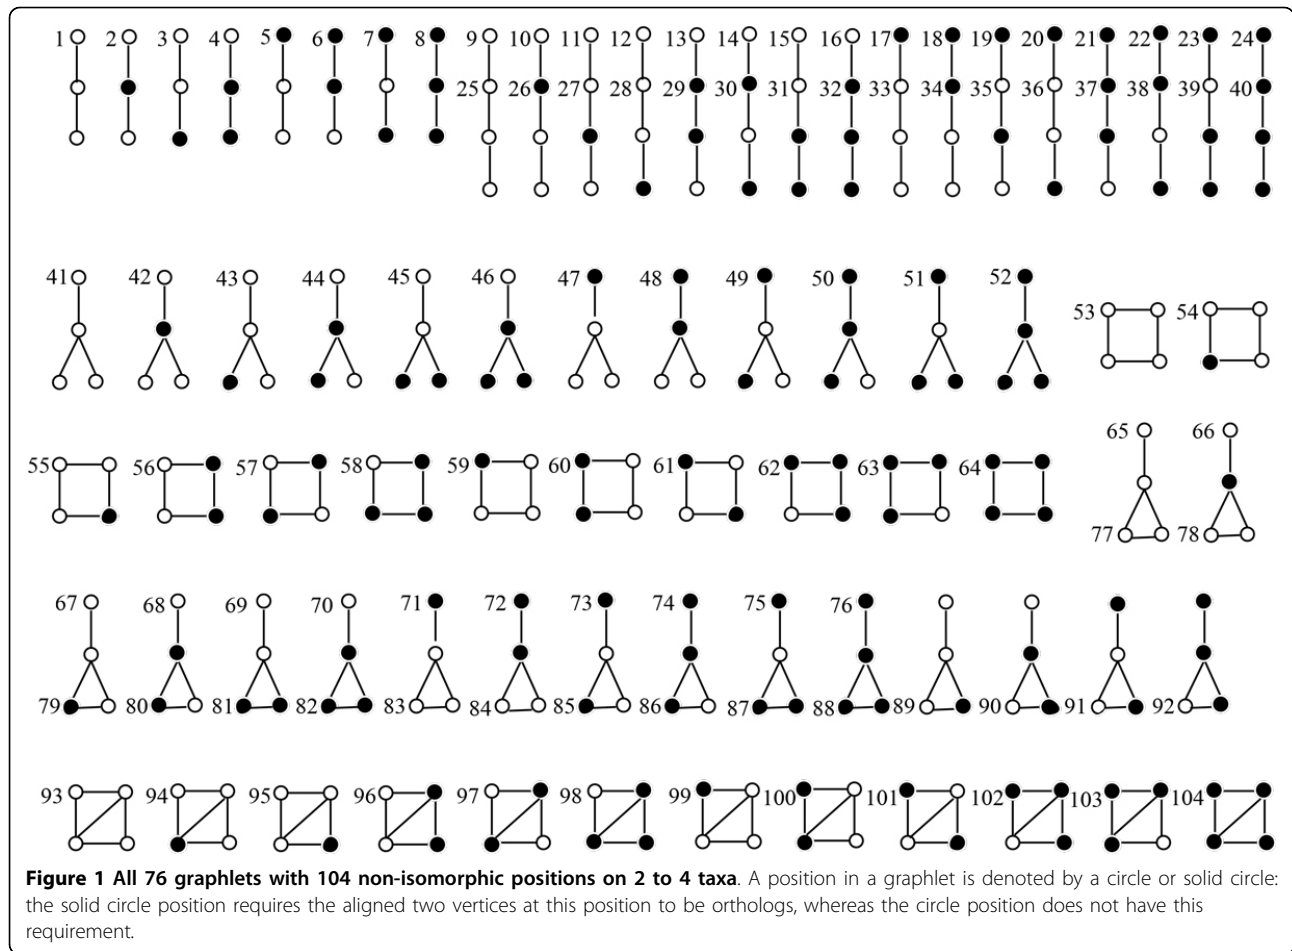 1 2 3 4 5 6 7 8 9 10 11 12 13 14 15 16 17 18 19 20 21 22 23 24
25 26 27 28 29 30 31 32 33 34 35 36 37 38 39 40
41 42 43 44 45 46 47 48 49 50 51 52
53 54
65 66
55 56 57 58 59 60 61 62 63 64
77 78
67 68 69 70 71 72 73 74 75 76
79 80 81 82 83 84 85 86 87 88 89 90 91 92
93 94 95 96 97 98 99 100 101 102 103 104
Figure 1 All 76 graphlets with 104 non-isomorphic positions on 2 to 4 taxa. A position in a graphlet is denoted by a circle or solid circle:
the solid circle position requires the aligned two vertices at this position to be orthologs, whereas the circle position does not have this
requirement.